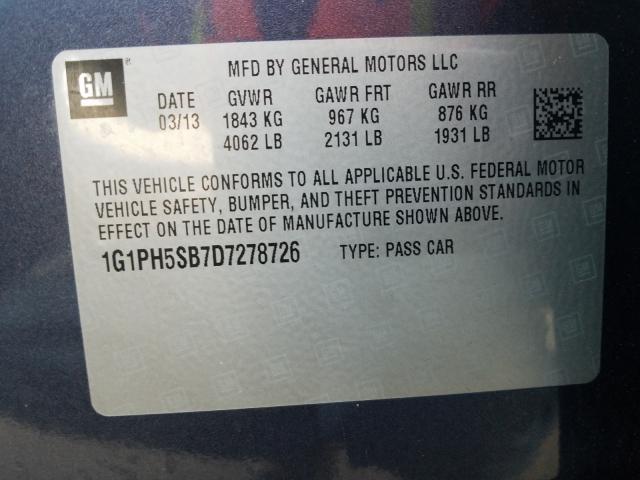 GM
MFD BY GENERAL MOTORS LLC
DATE GVWR GAWR FRT GAWR RR
03/13 1843 KG 967 KG 876 KG
4062 LB 2131 LB 1931 LB
THIS VEHICLE CONFORMS TO ALL APPLICABLE U.S. FEDERAL MOTOR
VEHICLE SAFETY, BUMPER, AND THEFT PREVENTION STANDARDS IN
EFFECT ON THE DATE OF MANUFACTURE SHOWN ABOVE.
1G1PH5SB7D7278726 TYPE: PASS CAR